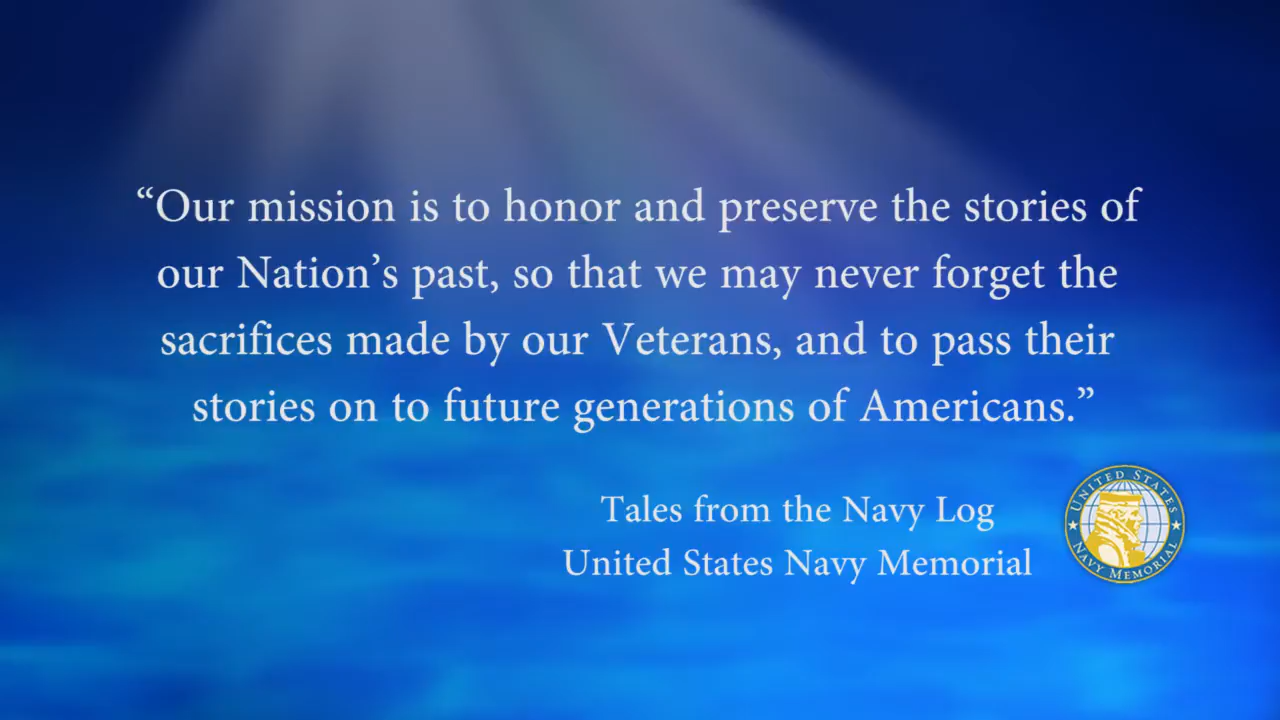 “Our mission is to honor and preserve the stories of
our Nation’s past, so that we may never forget the
sacrifices made by our Veterans, and to pass their
stories on to future generations of Americans.”
Tales from the Navy Log
United States Navy Memorial
UNITED STATES
NAVY MEMORIAL